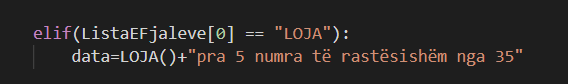 elif(ListaEFjaleve[0] == "LOJA"):
data=LOJA()+"pra 5 numra të rastësishëm nga 35"